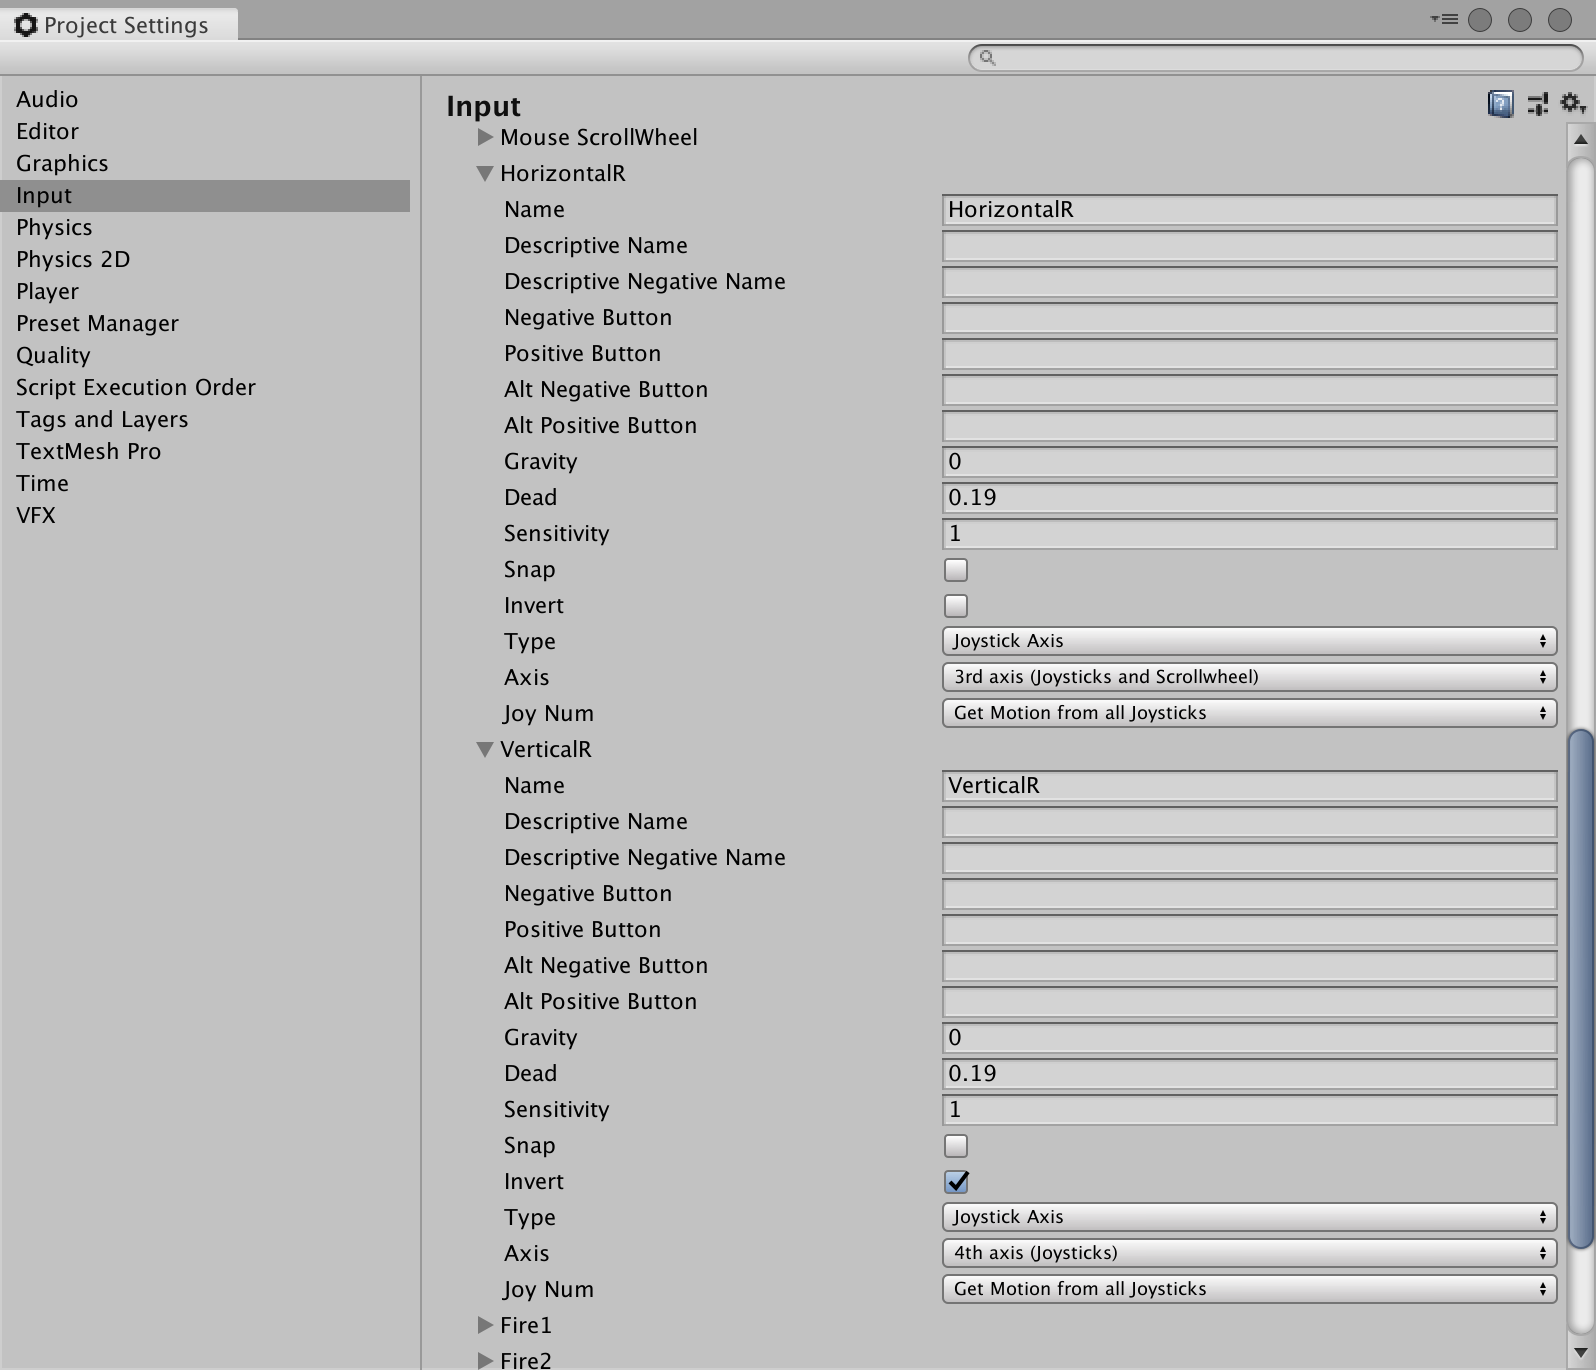 Project Settings
Audio
Editor
Graphics
Input
Physics
Physics 2D
Player
Preset Manager
Quality
Script Execution Order
Tags and Layers
TextMesh Pro
Time
VFX
Input
Mouse ScrollWheel
HorizontalR
Name HorizontalR
Descriptive Name
Descriptive Negative Name
Negative Button
Positive Button
Alt Negative Button
Alt Positive Button
Gravity 0
Dead 0.19
Sensitivity 1
Snap
Invert
Type Joystick Axis
Axis 3rd axis (Joysticks and Scrollwheel)
Joy Num Get Motion from all Joysticks
VerticalR
Name VerticalR
Descriptive Name
Descriptive Negative Name
Negative Button
Positive Button
Alt Negative Button
Alt Positive Button
Gravity 0
Dead 0.19
Sensitivity 1
Snap
Invert
Type Joystick Axis
Axis 4th axis (Joysticks)
Joy Num Get Motion from all Joysticks
Fire1
Fire2